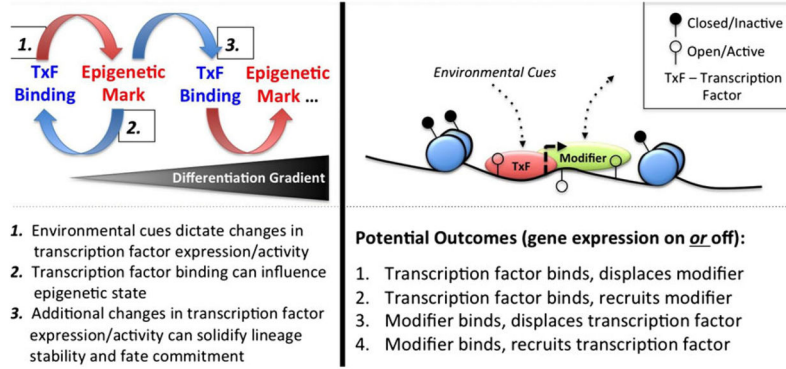 1.
3.
TxF
Binding
Epigenetic
Mark
TxF
Binding
Epigenetic
Mark ...
2.
Differentiation Gradient
1. Environmental cues dictate changes in
transcription factor expression/activity
2. Transcription factor binding can influence
epigenetic state
3. Additional changes in transcription factor
expression/activity can solidify lineage
stability and fate commitment
Closed/Inactive
Open/Active
TxF – Transcription
Factor
Environmental Cues
TxF
Modifier
Potential Outcomes (gene expression on or off):
1. Transcription factor binds, displaces modifier
2. Transcription factor binds, recruits modifier
3. Modifier binds, displaces transcription factor
4. Modifier binds, recruits transcription factor